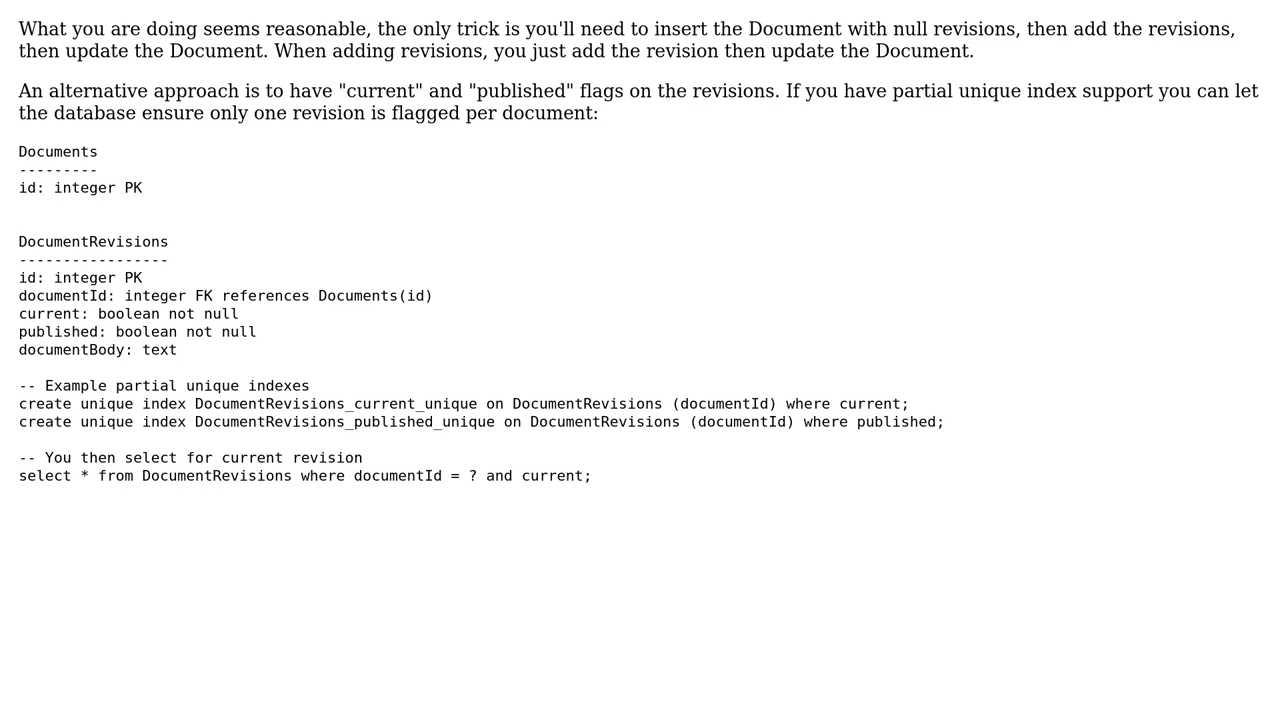 What you are doing seems reasonable, the only trick is you'll need to insert the Document with null revisions, then add the revisions,
then update the Document. When adding revisions, you just add the revision then update the Document.
An alternative approach is to have "current" and "published" flags on the revisions. If you have partial unique index support you can let
the database ensure only one revision is flagged per document:
Documents
---------
id: integer PK
DocumentRevisions
-----------------
id: integer PK
documentId: integer FK references Documents(id)
current: boolean not null
published: boolean not null
documentBody: text
-- Example partial unique indexes
create unique index DocumentRevisions_current_unique on DocumentRevisions (documentId) where current;
create unique index DocumentRevisions_published_unique on DocumentRevisions (documentId) where published;
-- You then select for current revision
select * from DocumentRevisions where documentId = ? and current;